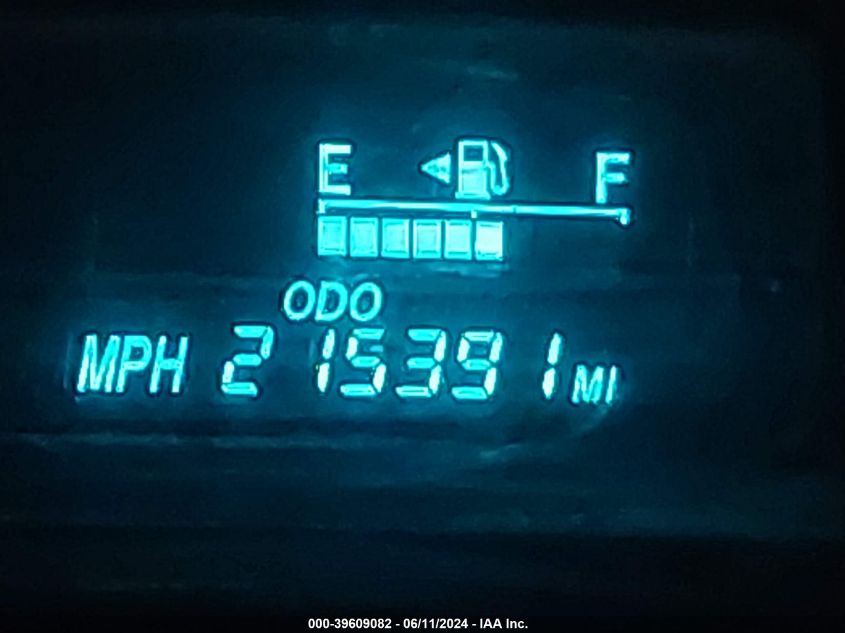 E F
ODO
MPH 215391 MI
000-39609082 - 06/11/2024 - IAA Inc.